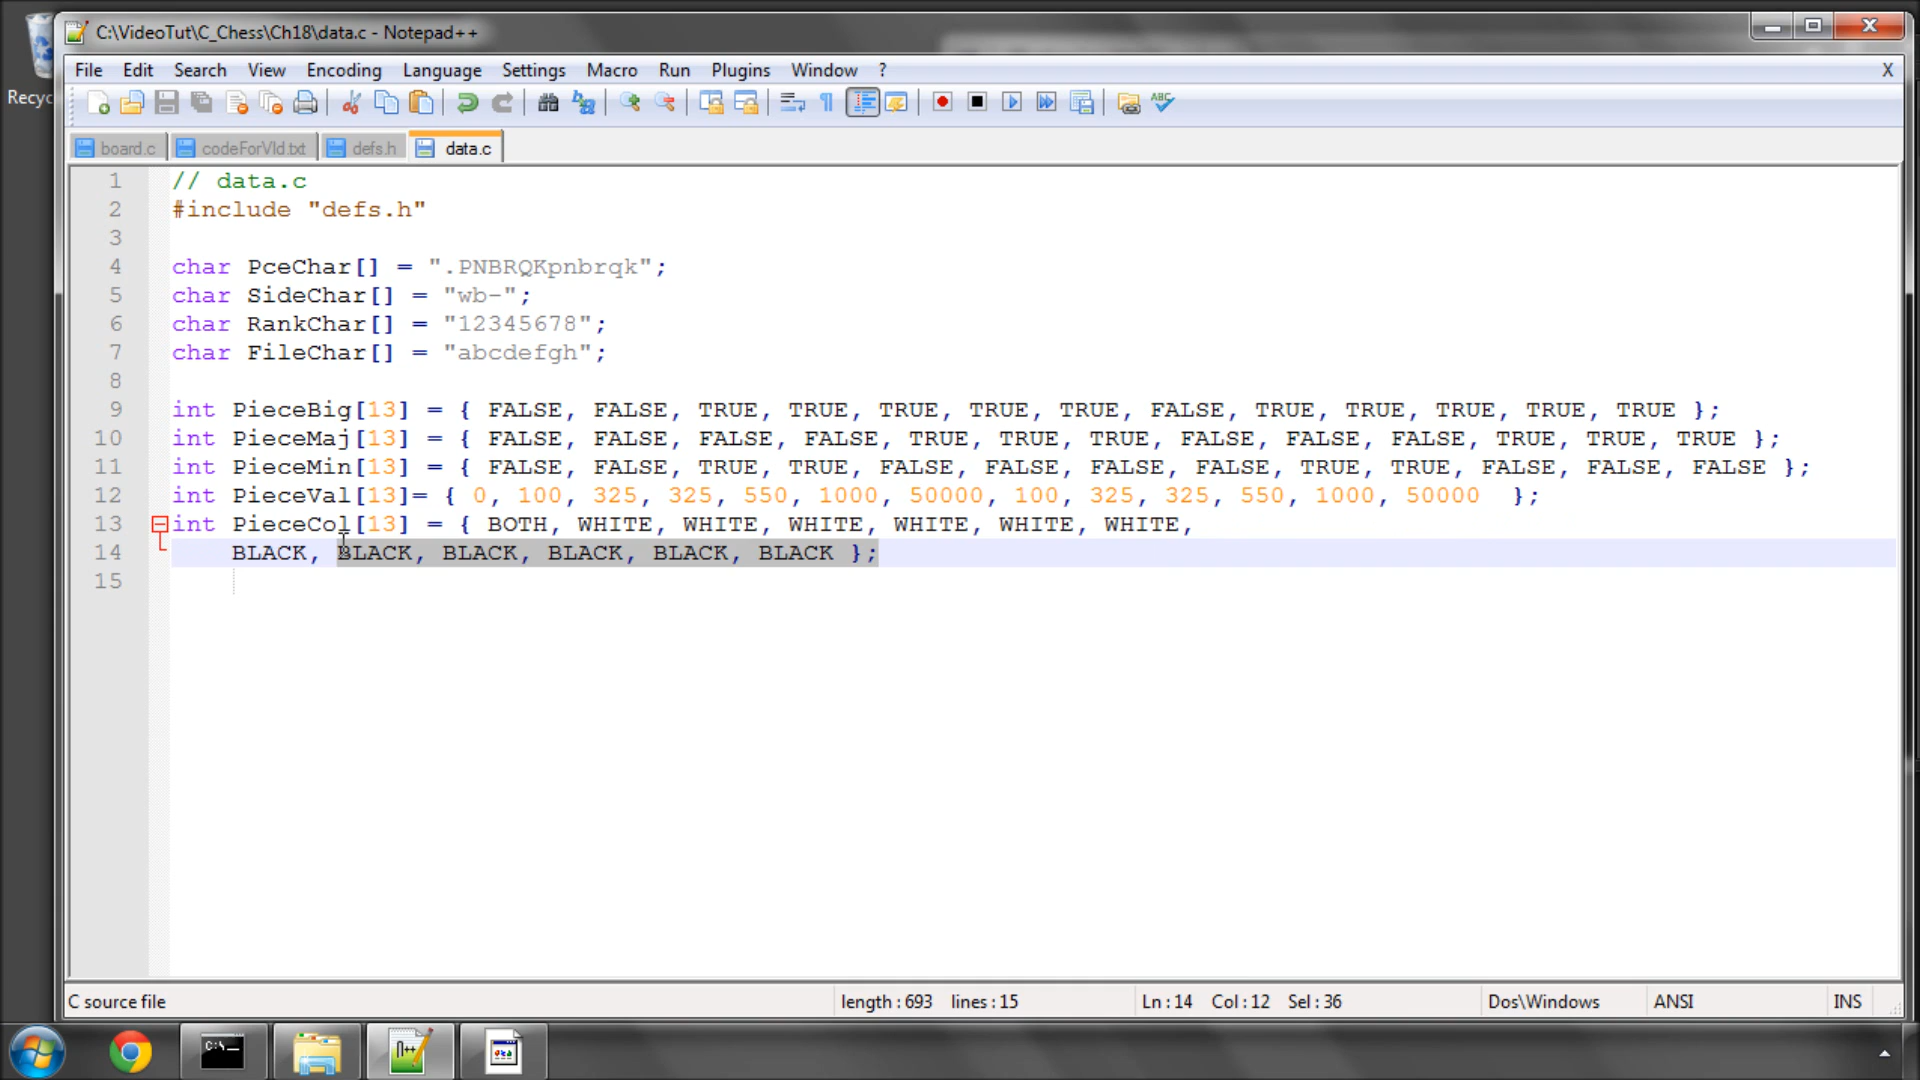 Recyc
C:\VideoTut\C_Chess\Ch18\data.c - Notepad++
File Edit Search View Encoding Language Settings Macro Run Plugins Window ? X
board.c codeForVld.txt defs.h data.c
1 // data.c
2 #include "defs.h"
3
4 char PceChar[] = ".PNBRQKpnbrqk";
5 char SideChar[] = "wb-";
6 char RankChar[] = "12345678";
7 char FileChar[] = "abcdefgh";
8
9 int PieceBig[13] = { FALSE, FALSE, TRUE, TRUE, TRUE, TRUE, TRUE, FALSE, TRUE, TRUE, TRUE, TRUE, TRUE };
10 int PieceMaj[13] = { FALSE, FALSE, FALSE, FALSE, TRUE, TRUE, TRUE, FALSE, FALSE, FALSE, TRUE, TRUE, TRUE };
11 int PieceMin[13] = { FALSE, FALSE, TRUE, TRUE, FALSE, FALSE, FALSE, FALSE, TRUE, TRUE, FALSE, FALSE, FALSE };
12 int PieceVal[13]= { 0, 100, 325, 325, 550, 1000, 50000, 100, 325, 325, 550, 1000, 50000 };
13 int PieceCol[13] = { BOTH, WHITE, WHITE, WHITE, WHITE, WHITE, WHITE,
14 BLACK, BLACK, BLACK, BLACK, BLACK, BLACK };
15
C source file length : 693 lines : 15 Ln : 14 Col : 12 Sel : 36 Dos\Windows ANSI INS